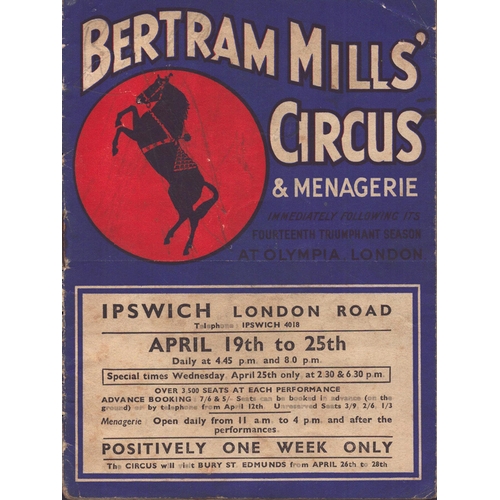 BERTRAM MILLS'
CIRCUS
& MENAGERIE
IMMEDIATELY FOLLOWING ITS
FOURTEENTH TRIUMPHANT SEASON
AT OLYMPIA, LONDON
IPSWICH LONDON ROAD
Telephone: IPSWICH 4018
APRIL 19th to 25th
Daily at 4.45 p.m. and 8.0 p.m.
Special times Wednesday, April 25th only, at 2 30 & 6.30 p.m.
OVER 3 500 SEATS AT EACH PERFORMANCE
ADVANCE BOOKING: 7/6 & 5/- Seats can be booked in advance (on the
ground) or by telephone from April 12th. Unreserved Seats 3/9, 2/6, 1/3
Menagerie: Open daily from 11 a.m. to 4 p.m. and after the
performances.
POSITIVELY ONE WEEK ONLY
The CIRCUS will visit BURY ST. EDMUNDS from APRIL 26th to 28th